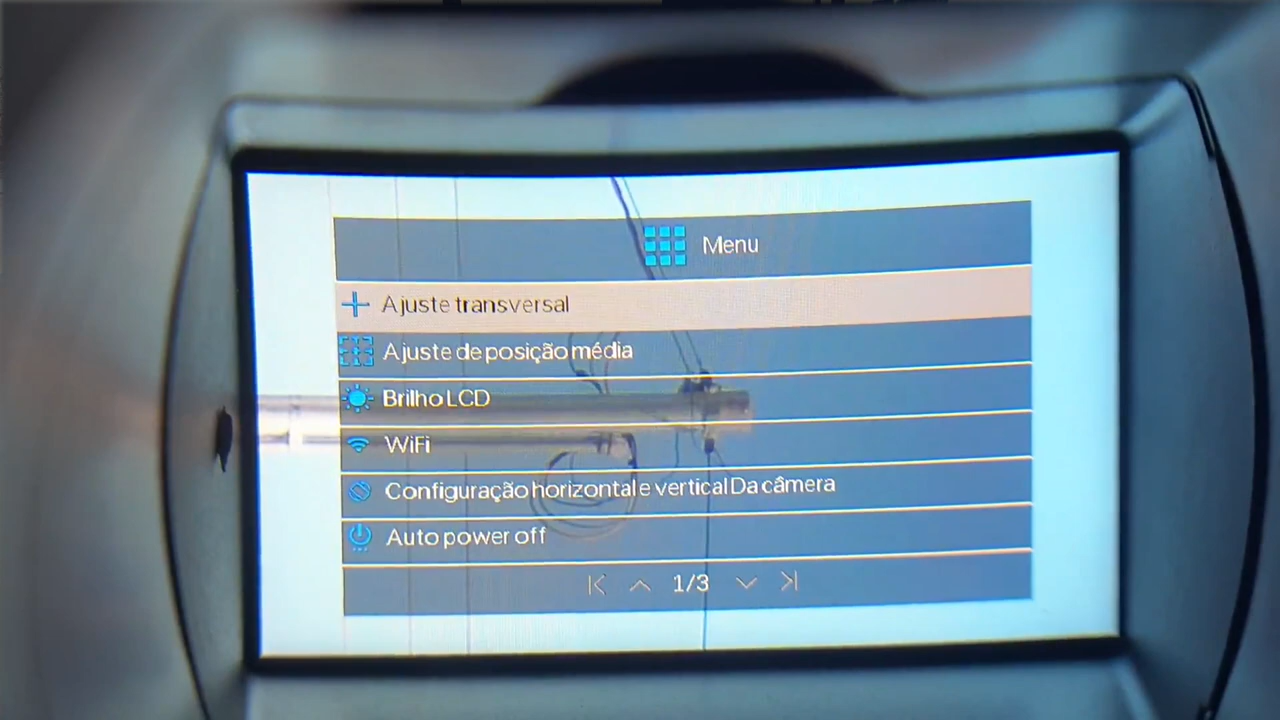 Menu
Ajuste transversal
Ajuste de posição média
Brilho LCD
WiFi
Configuração horizontal e vertical Da câmera
Auto power off
1/3